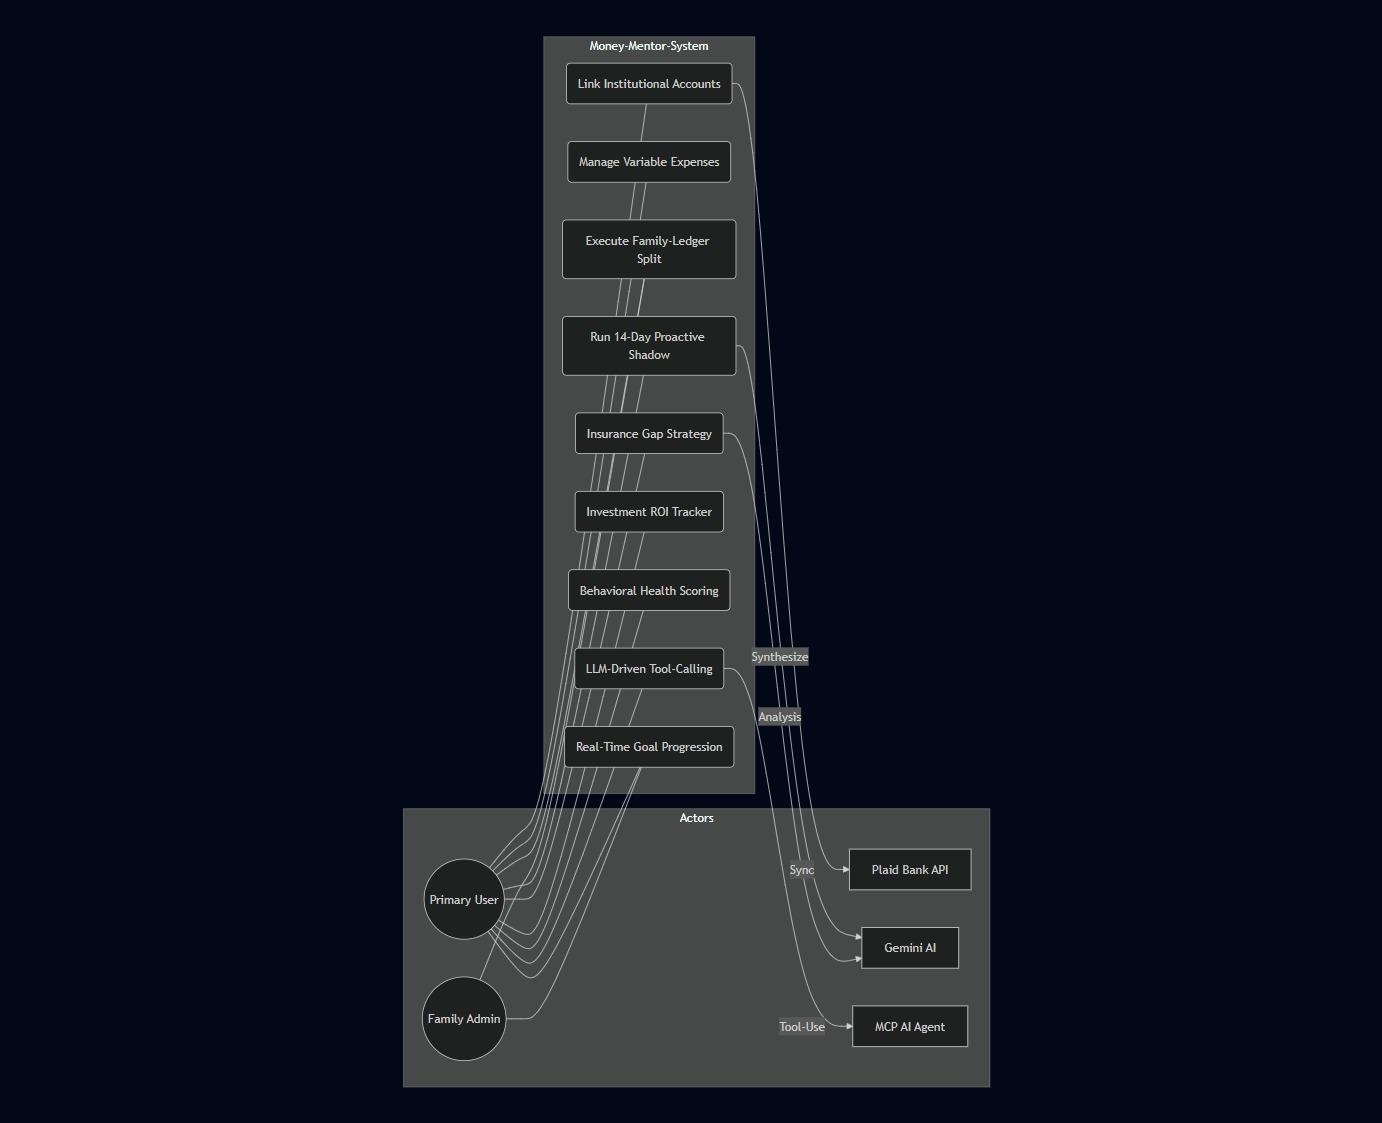 Money-Mentor-System
Link Institutional Accounts
Manage Variable Expenses
Execute Family-Ledger
Split
Run 14-Day Proactive
Shadow
Insurance Gap Strategy
Investment ROI Tracker
Behavioral Health Scoring
LLM-Driven Tool-Calling
Real-Time Goal Progression
Synthesize
Analysis
Actors
Primary User
Family Admin
Sync
Tool-Use
Plaid Bank API
Gemini AI
MCP AI Agent